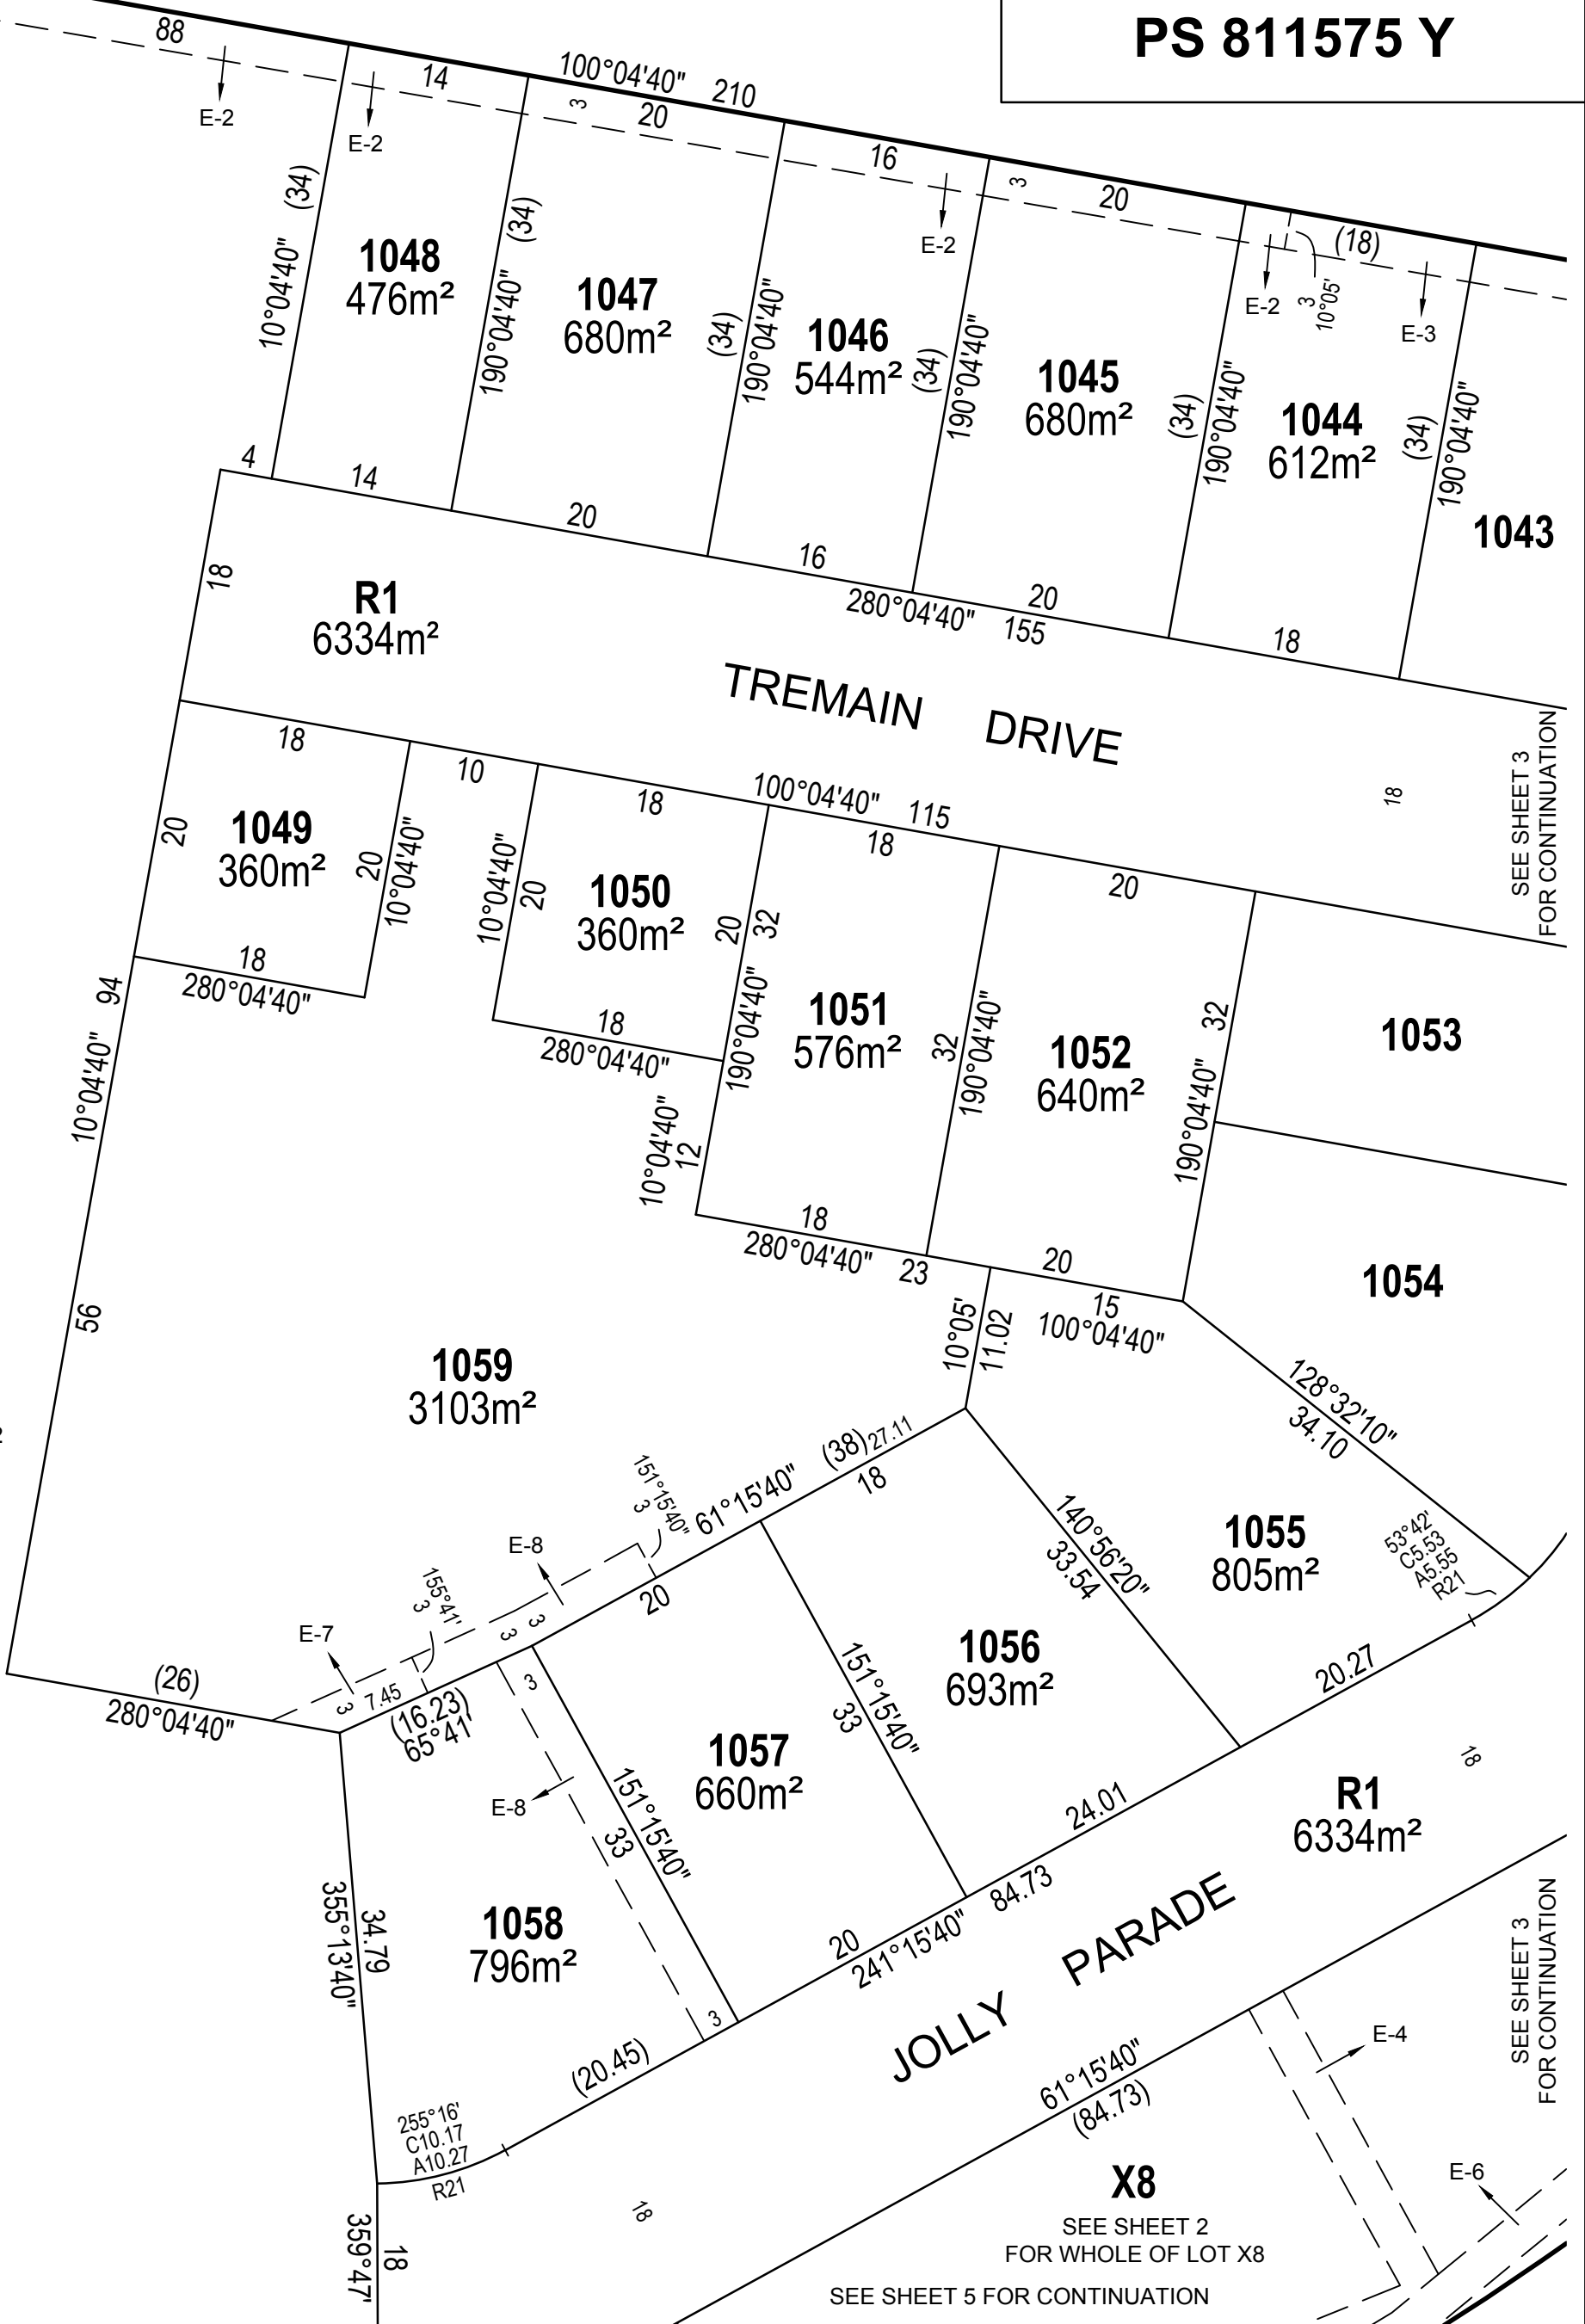 PS 811575 Y
88
14
100°04'40" 210
3
20
16
3
20
(18)
E-2
E-2
E-2
E-2
3
10°05'
E-3
(34)
10°04'40"
1048
476m²
(34)
190°04'40"
1047
680m²
(34)
190°04'40"
1046
544m²
(34)
190°04'40"
1045
680m²
(34)
190°04'40"
1044
612m²
(34)
190°04'40"
1043
4
14
20
16
280°04'40" 155
20
18
18
R1
6334m²
TREMAIN DRIVE
18
SEE SHEET 3
FOR CONTINUATION
18
10
18
100°04'40" 115
18
20
20
1049
360m²
20
10°04'40"
10°04'40"
20
1050
360m²
20
32
190°04'40"
18
280°04'40"
18
280°04'40"
94
10°04'40"
56
1051
576m²
32
190°04'40"
1052
640m²
32
190°04'40"
1053
10°04'40"
12
18
280°04'40" 23
20
15
100°04'40"
1054
10°05'
11.02
128°32'10"
34.10
1059
3103m²
(38)
27.11
61°15'40"
18
151°15'40"
3
E-8
155°41'
3
E-7
3
3
20
3
7.45
(16.23)
65°41'
(26)
280°04'40"
140°56'20"
33.54
1055
805m²
53°42'
C5.53
A5.55
R21
20.27
1056
693m²
151°15'40"
33
3
1057
660m²
E-8
151°15'40"
33
24.01
18
R1
6334m²
84.73
20
241°15'40"
355°13'40"
34.79
1058
796m²
3
(20.45)
JOLLY PARADE
SEE SHEET 3
FOR CONTINUATION
255°16'
C10.17
A10.27
R21
61°15'40"
(84.73)
E-4
E-6
359°47'
18
18
X8
SEE SHEET 2
FOR WHOLE OF LOT X8
SEE SHEET 5 FOR CONTINUATION